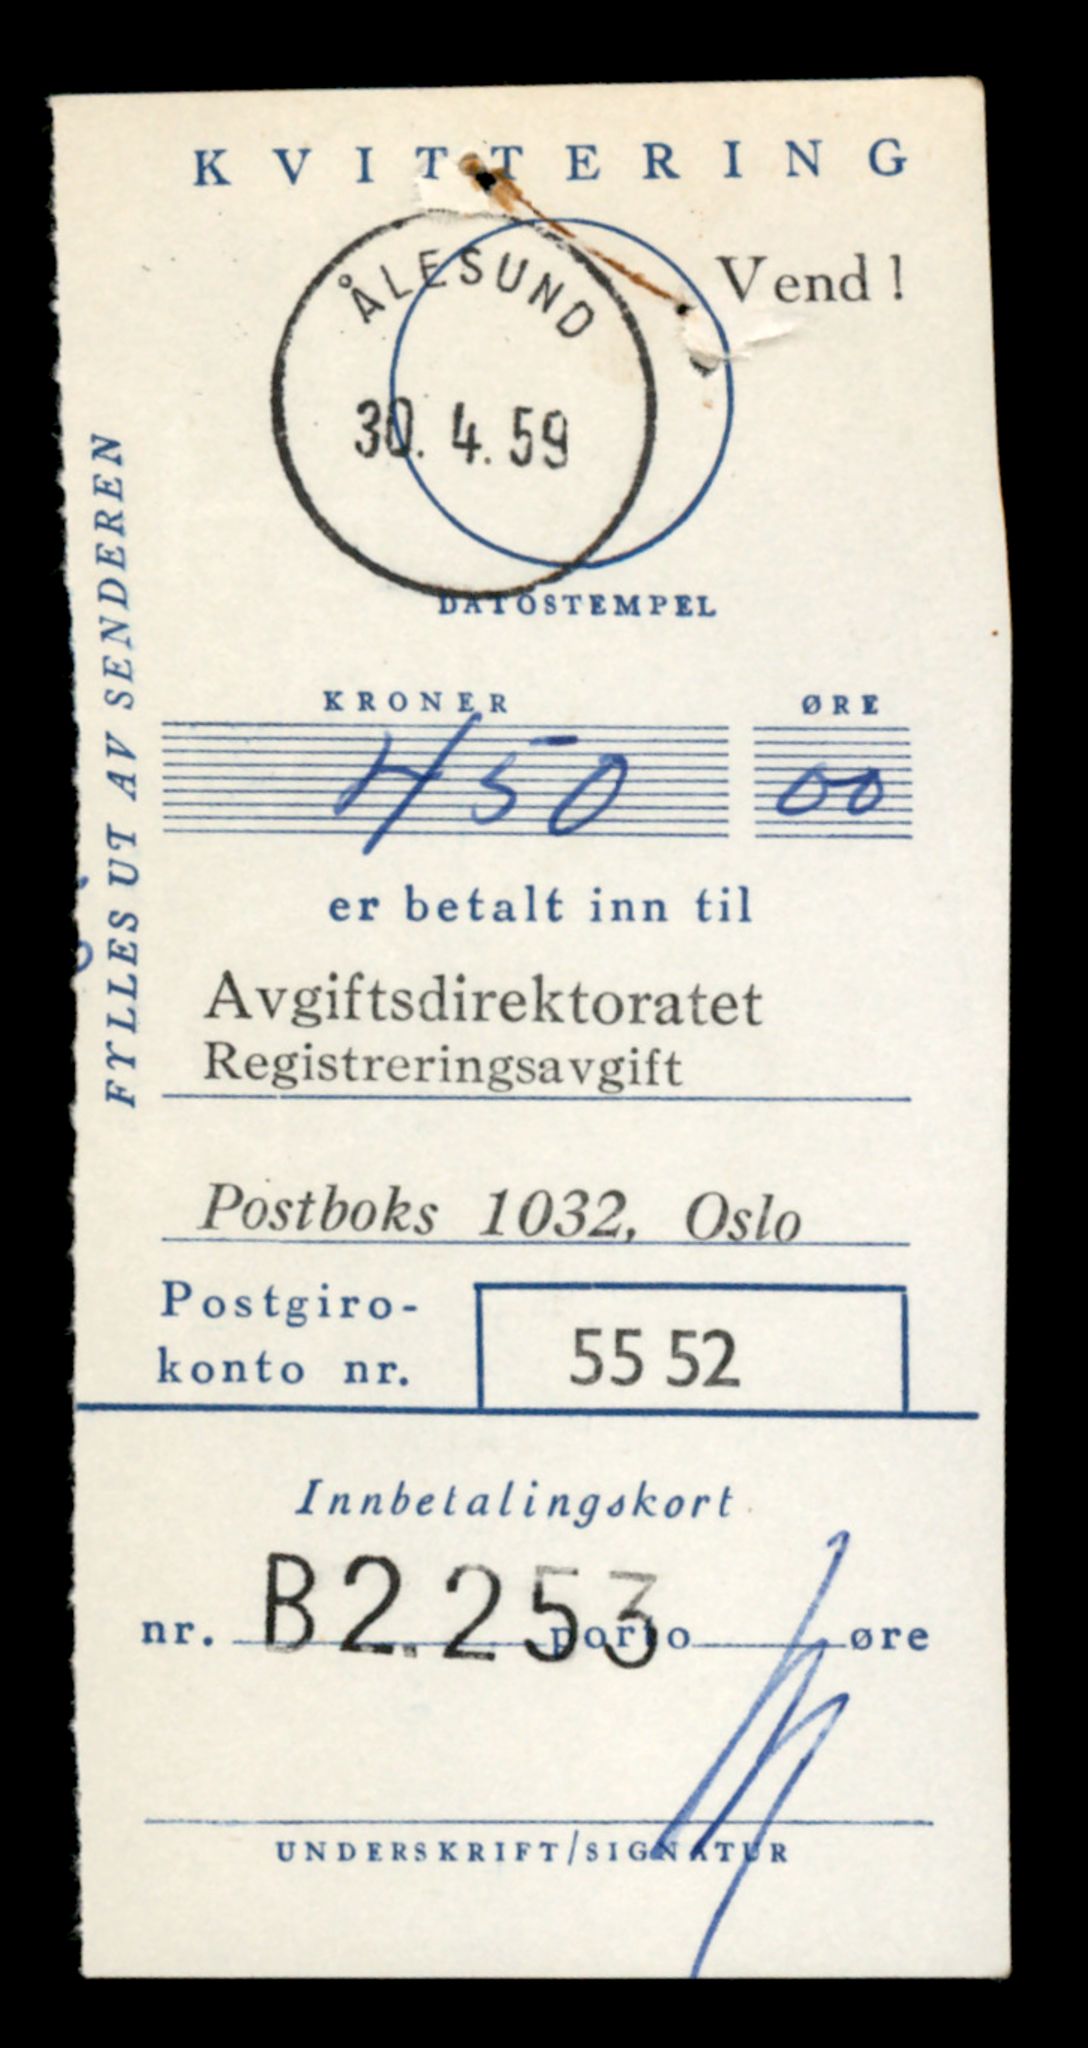 KVITTERING
Vend !
ÅLESUND
30. 4. 59
DATOSTEMPEL
FYLLES UT AV SENDEREN
KRONER ØRE
450 00
er betalt inn til
Avgiftsdirektoratet
Registreringsavgift
Postboks 1032, Oslo
Postgiro-
konto nr. 55 52
Innbetalingskort
nr. B2.253 porto øre
UNDERSKRIFT/SIGNATUR